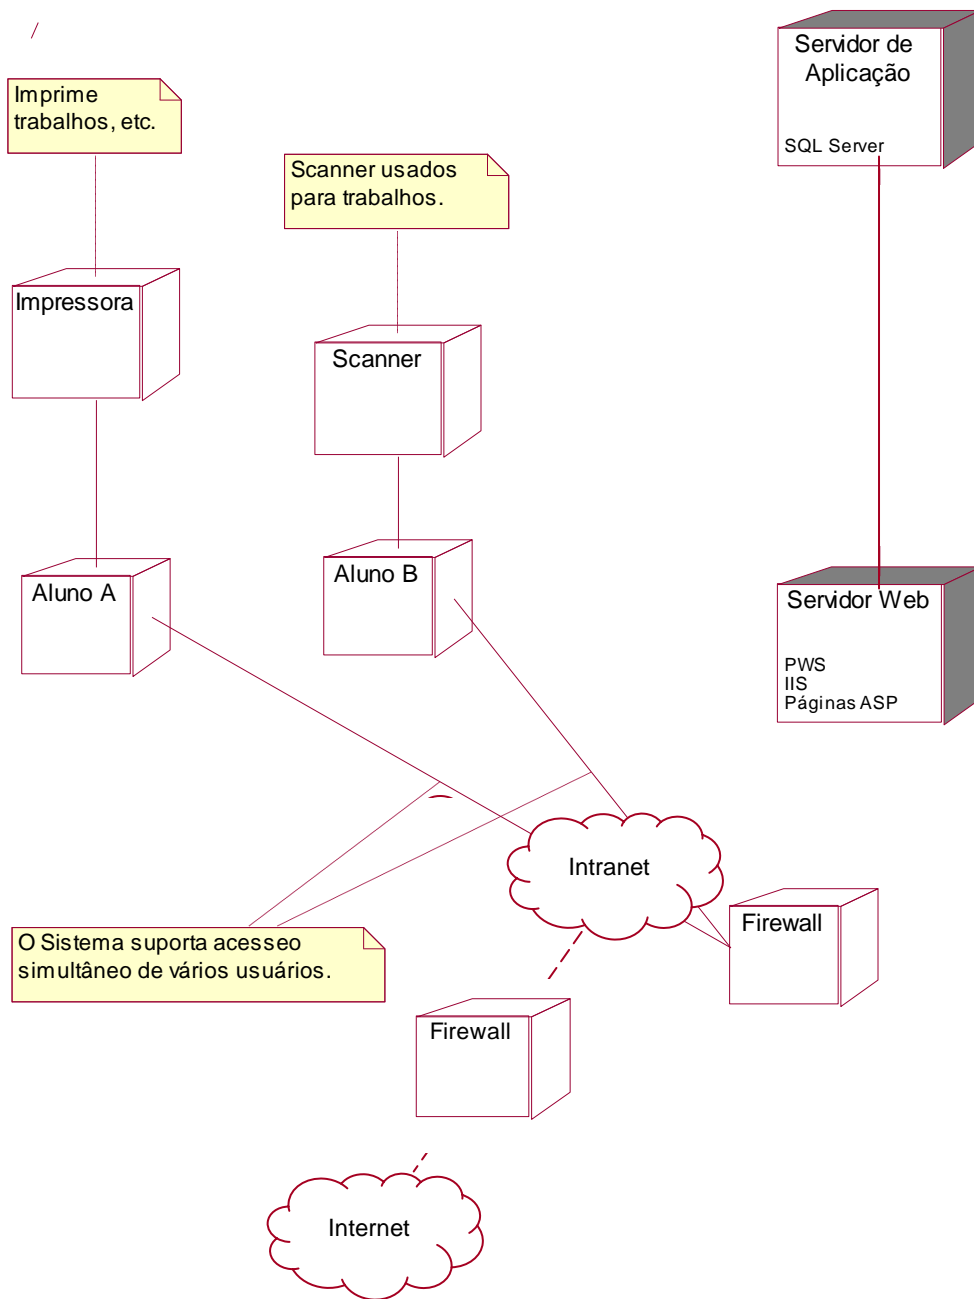 /
Imprime
trabalhos, etc.
Scanner usados
para trabalhos.
Servidor de
Aplicação
SQL Server
Impressora
Scanner
Aluno A
Aluno B
Servidor Web
PWS
IIS
Páginas ASP
Intranet
Firewall
O Sistema suporta acesseo
simultâneo de vários usuários.
Firewall
Internet